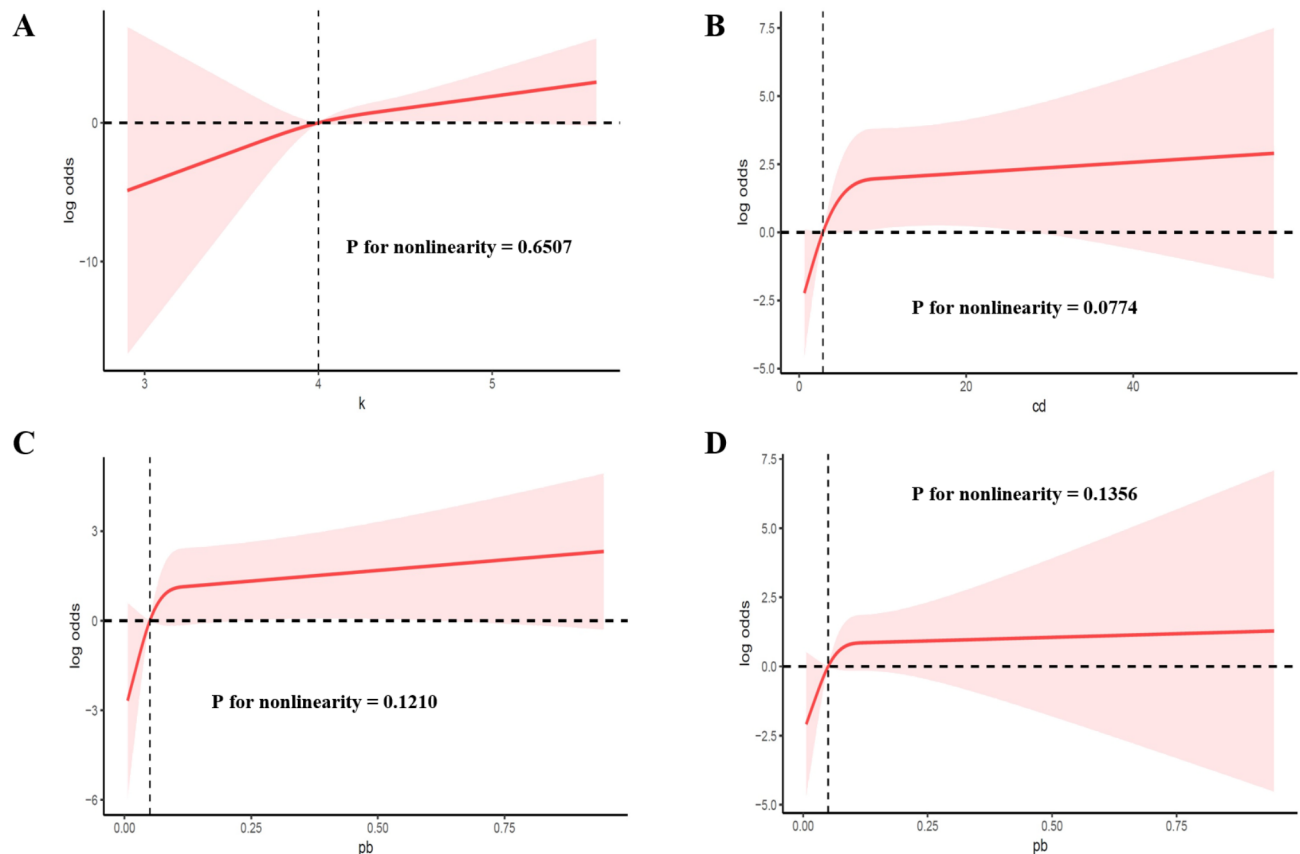 A
log odds
0
−10
P for nonlinearity = 0.6507
3
4
5
k
B
log odds
7.5
5.0
2.5
0.0
−2.5
−5.0
P for nonlinearity = 0.0774
0
20
40
cd
C
log odds
3
0
−3
−6
P for nonlinearity = 0.1210
0.00
0.25
0.50
0.75
pb
D
log odds
7.5
5.0
2.5
0.0
−2.5
−5.0
P for nonlinearity = 0.1356
0.00
0.25
0.50
0.75
pb